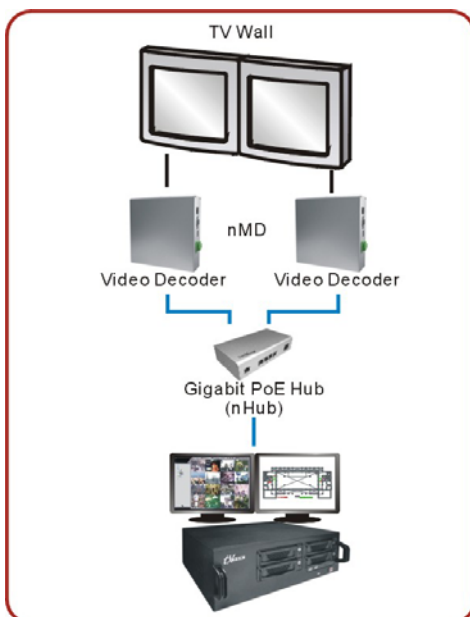 TV Wall
nMD
Video Decoder
Video Decoder
Gigabit PoE Hub
(nHub)